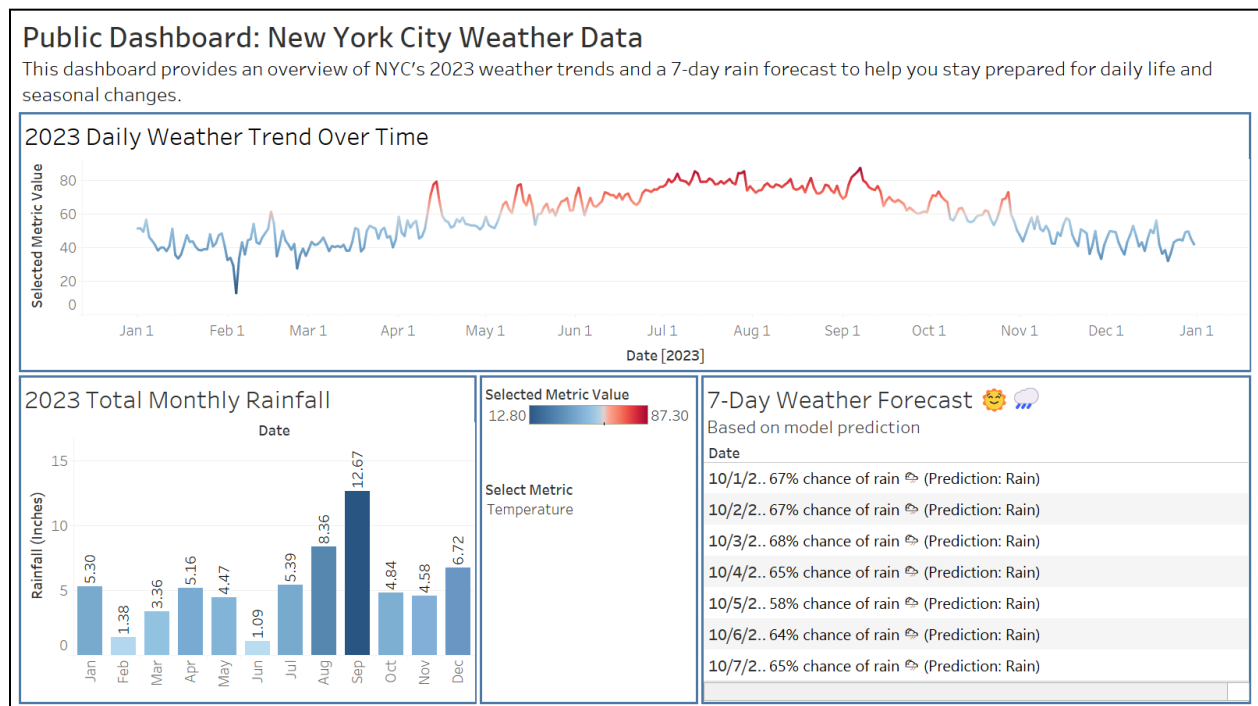 Public Dashboard: New York City Weather Data
This dashboard provides an overview of NYC's 2023 weather trends and a 7-day rain forecast to help you stay prepared for daily life and
seasonal changes.
2023 Daily Weather Trend Over Time
Selected Metric Value
80
60
40
20
0
Jan 1 Feb 1 Mar 1 Apr 1 May 1 Jun 1 Jul 1 Aug 1 Sep 1 Oct 1 Nov 1 Dec 1 Jan 1
Date [2023]
2023 Total Monthly Rainfall
Date
Rainfall (Inches)
15
10
5
0
5.30 1.38 3.36 5.16 4.47 1.09 5.39 8.36 12.67 4.84 4.58 6.72
Jan Feb Mar Apr May Jun Jul Aug Sep Oct Nov Dec
Selected Metric Value
12.80 87.30
Select Metric
Temperature
7-Day Weather Forecast 🌞 🌧️
Based on model prediction
Date
10/1/2.. 67% chance of rain 🌧 (Prediction: Rain)
10/2/2.. 67% chance of rain 🌧 (Prediction: Rain)
10/3/2.. 68% chance of rain 🌧 (Prediction: Rain)
10/4/2.. 65% chance of rain 🌧 (Prediction: Rain)
10/5/2.. 58% chance of rain 🌧 (Prediction: Rain)
10/6/2.. 64% chance of rain 🌧 (Prediction: Rain)
10/7/2.. 65% chance of rain 🌧 (Prediction: Rain)